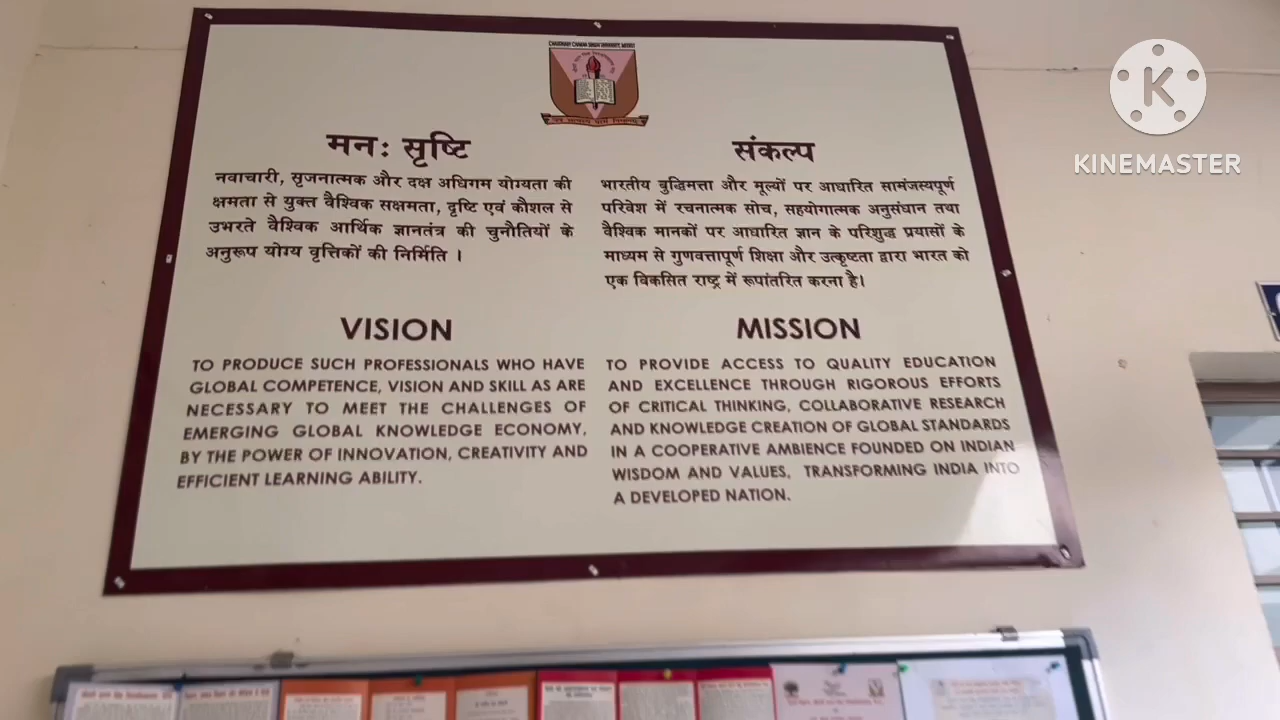 CHAUDHARY CHARAN SINGH UNIVERSITY, MEERUT
KINEMASTER
मनः सृष्टि
नवाचारी, सृजनात्मक और दक्ष अधिगम योग्यता की
क्षमता से युक्त वैश्विक सक्षमता, दृष्टि एवं कौशल से
उभरते वैश्विक आर्थिक ज्ञानतंत्र की चुनौतियों के
अनुरूप योग्य वृत्तिकों की निर्मिति ।
संकल्प
भारतीय बुद्धिमत्ता और मूल्यों पर आधारित सामंजस्यपूर्ण
परिवेश में रचनात्मक सोच, सहयोगात्मक अनुसंधान तथा
वैश्विक मानकों पर आधारित ज्ञान के परिशुद्ध प्रयासों के
माध्यम से गुणवत्तापूर्ण शिक्षा और उत्कृष्टता द्वारा भारत को
एक विकसित राष्ट्र में रूपांतरित करना है।
VISION
TO PRODUCE SUCH PROFESSIONALS WHO HAVE
GLOBAL COMPETENCE, VISION AND SKILL AS ARE
NECESSARY TO MEET THE CHALLENGES OF
EMERGING GLOBAL KNOWLEDGE ECONOMY,
BY THE POWER OF INNOVATION, CREATIVITY AND
EFFICIENT LEARNING ABILITY.
MISSION
TO PROVIDE ACCESS TO QUALITY EDUCATION
AND EXCELLENCE THROUGH RIGOROUS EFFORTS
OF CRITICAL THINKING, COLLABORATIVE RESEARCH
AND KNOWLEDGE CREATION OF GLOBAL STANDARDS
IN A COOPERATIVE AMBIENCE FOUNDED ON INDIAN
WISDOM AND VALUES, TRANSFORMING INDIA INTO
A DEVELOPED NATION.